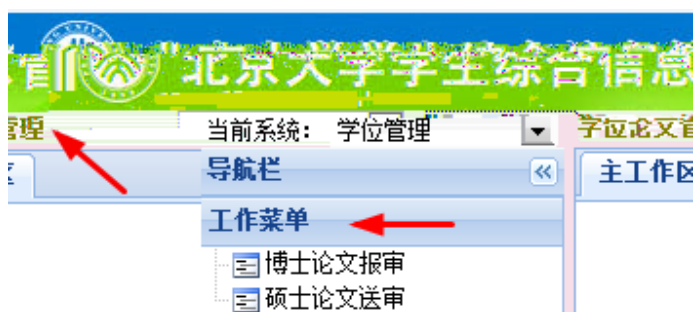 北京大学学生综合信息
管理
当前系统： 学位管理
学位论文
导航栏
主工作区
工作菜单
博士论文报审
硕士论文送审